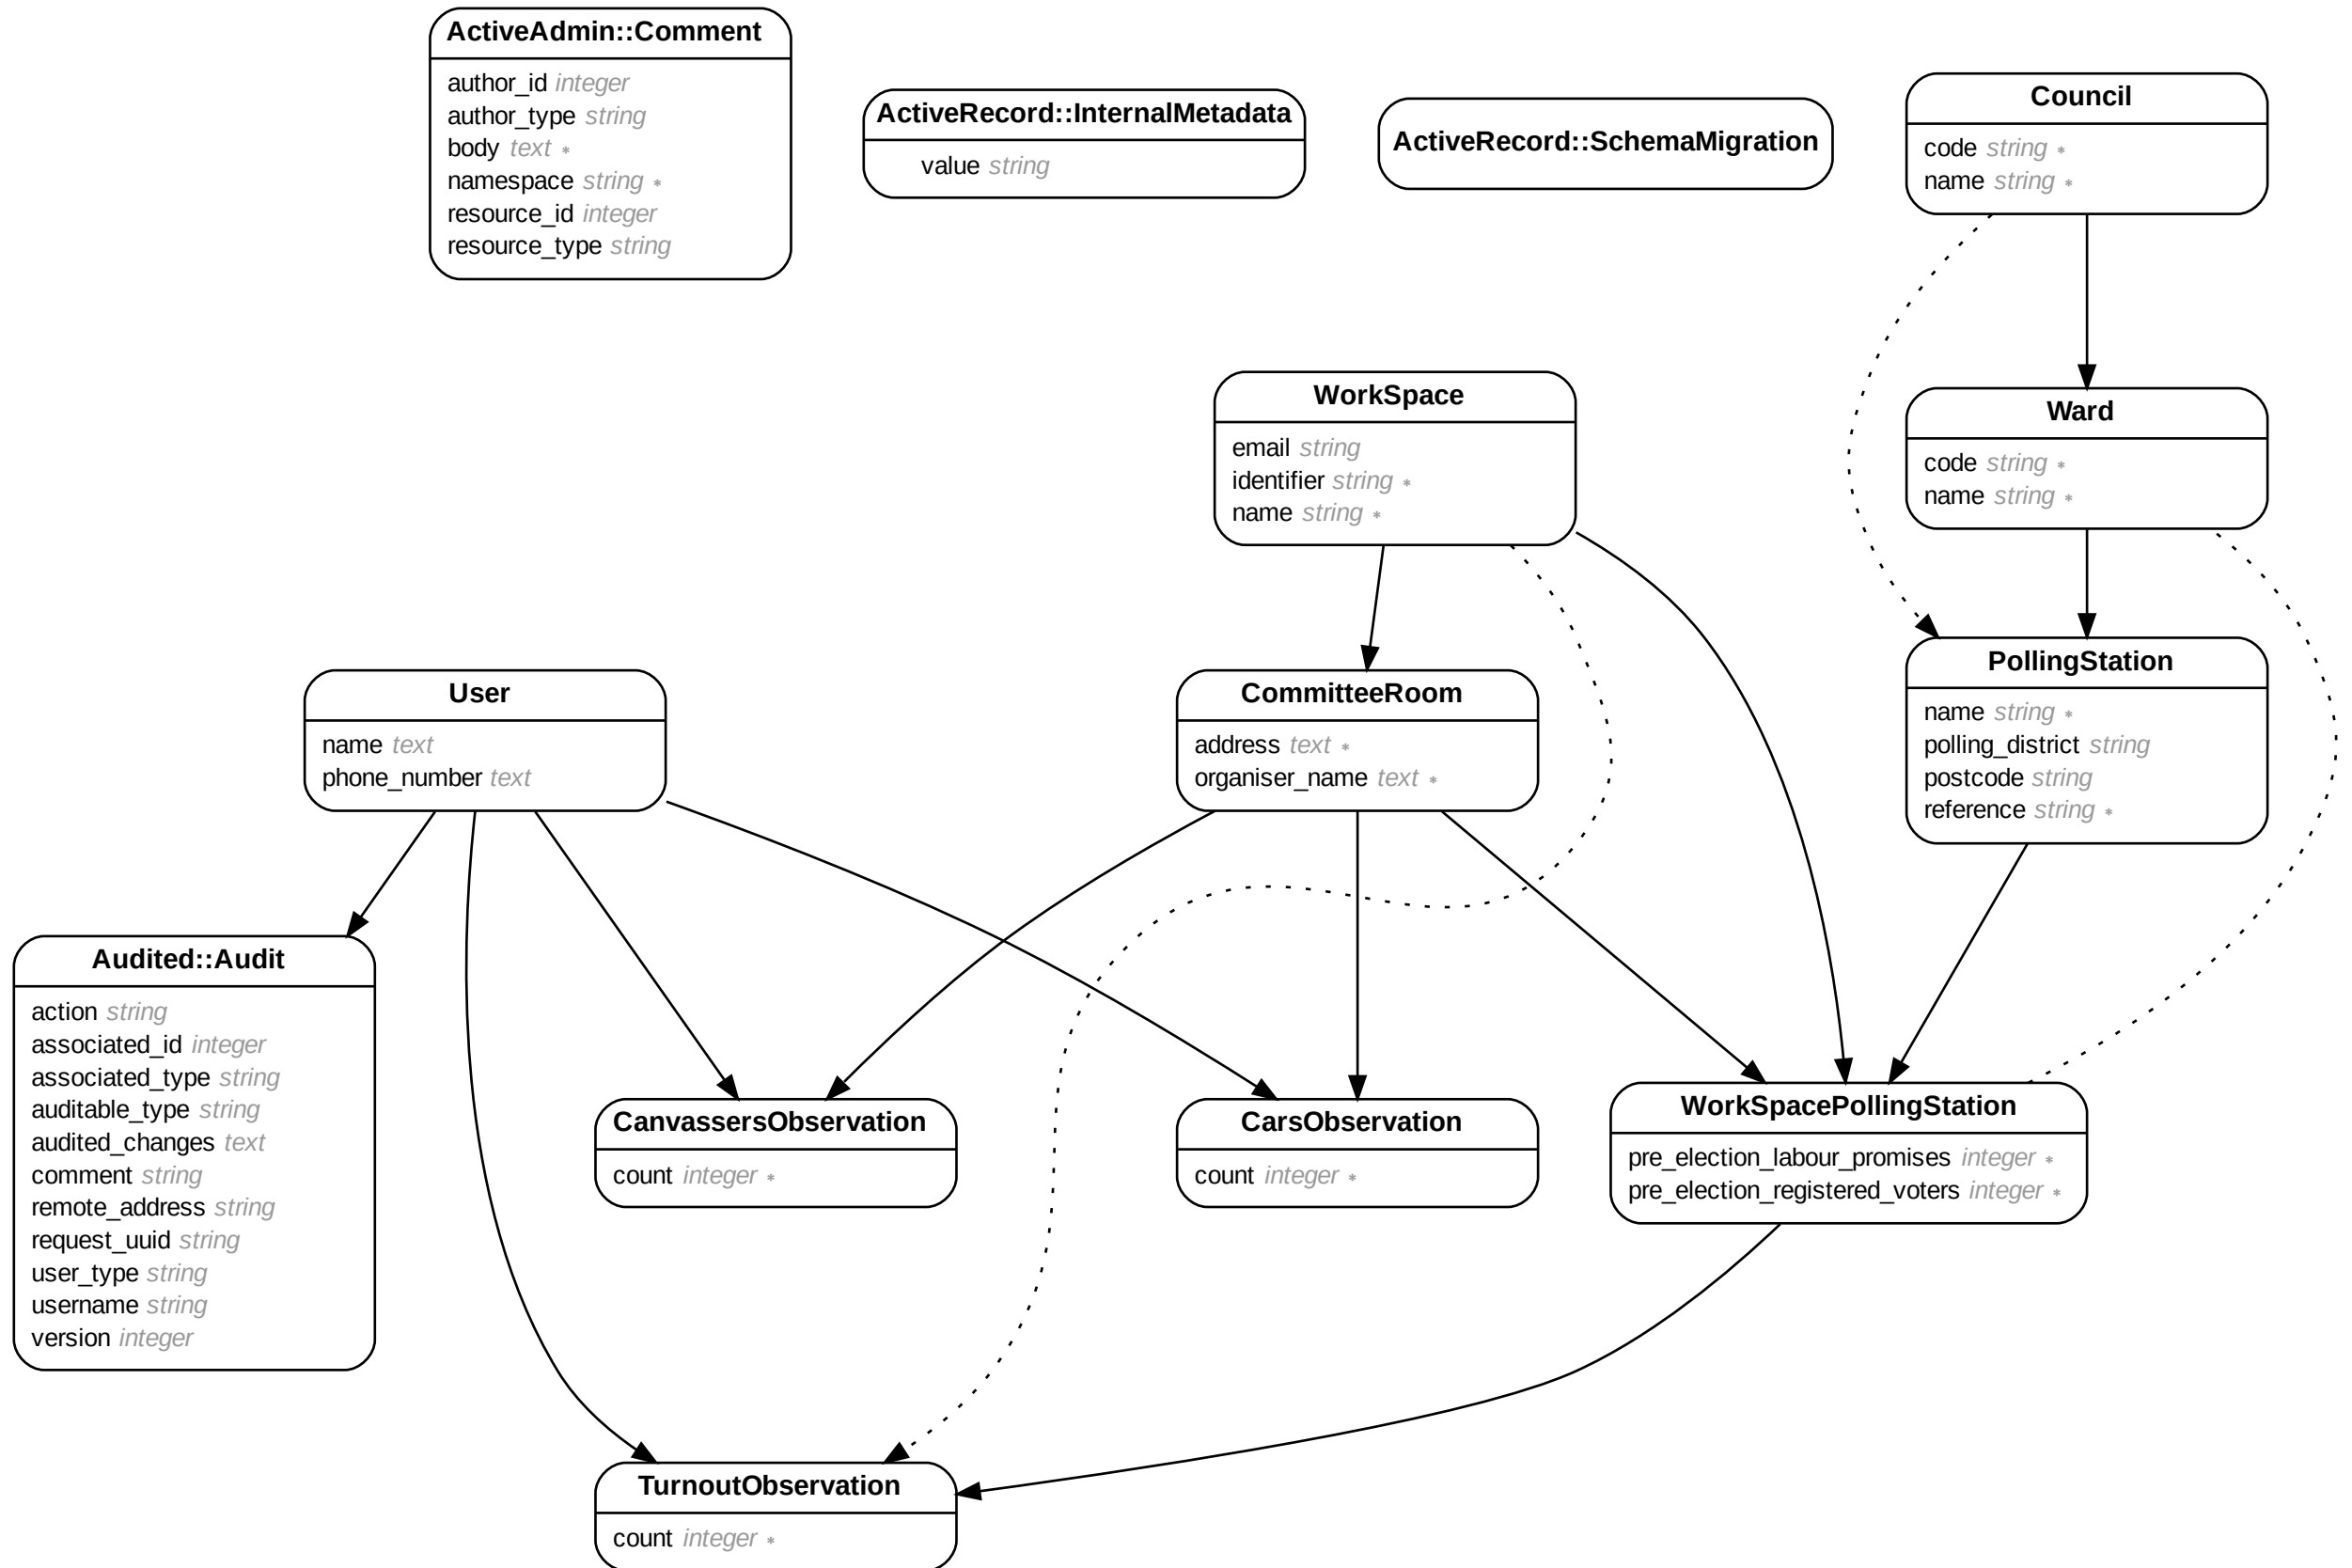 ActiveAdmin::Comment
author_id integer
author_type string
body text *
namespace string *
resource_id integer
resource_type string
ActiveRecord::InternalMetadata
value string
ActiveRecord::SchemaMigration
Council
code string *
name string *
WorkSpace
email string
identifier string *
name string *
Ward
code string *
name string *
User
name text
phone_number text
CommitteeRoom
address text *
organiser_name text *
PollingStation
name string *
polling_district string
postcode string
reference string *
Audited::Audit
action string
associated_id integer
associated_type string
auditable_type string
audited_changes text
comment string
remote_address string
request_uuid string
user_type string
username string
version integer
CanvassersObservation
count integer *
CarsObservation
count integer *
WorkSpacePollingStation
pre_election_labour_promises integer *
pre_election_registered_voters integer *
TurnoutObservation
count integer *